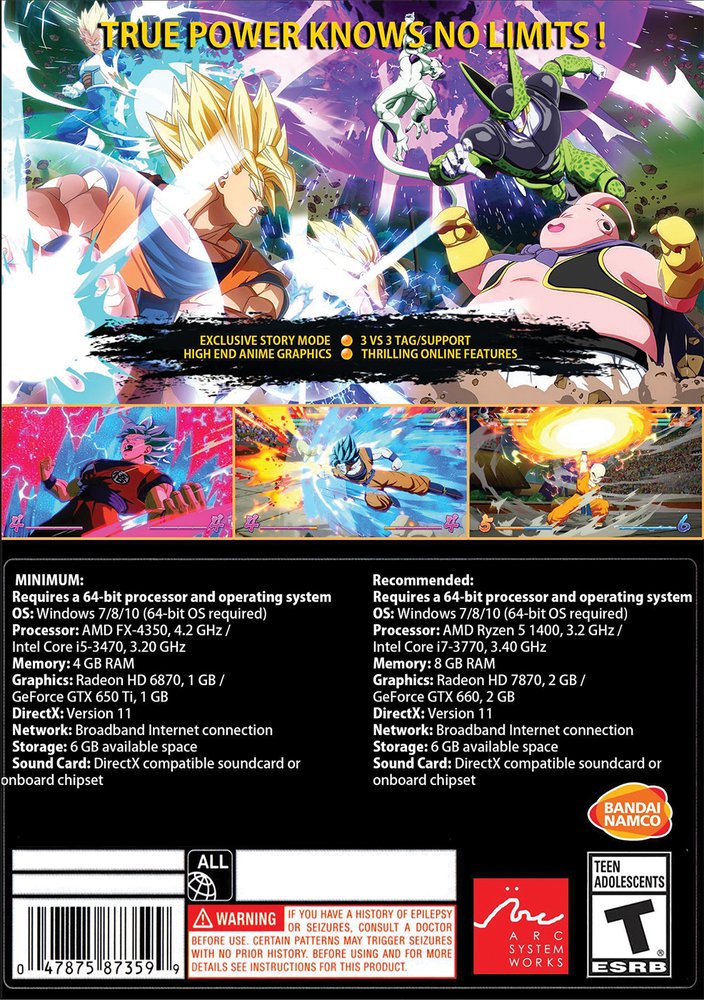 TRUE POWER KNOWS NO LIMITS !
EXCLUSIVE STORY MODE 3 VS 3 TAG/SUPPORT
HIGH END ANIME GRAPHICS THRILLING ONLINE FEATURES
4 4
4 4
5 6
MINIMUM:
Requires a 64-bit processor and operating system
OS: Windows 7/8/10 (64-bit OS required)
Processor: AMD FX-4350, 4.2 GHz /
Intel Core i5-3470, 3.20 GHz
Memory: 4 GB RAM
Graphics: Radeon HD 6870, 1 GB /
GeForce GTX 650 Ti, 1 GB
DirectX: Version 11
Network: Broadband Internet connection
Storage: 6 GB available space
Sound Card: DirectX compatible soundcard or
onboard chipset
Recommended:
Requires a 64-bit processor and operating system
OS: Windows 7/8/10 (64-bit OS required)
Processor: AMD Ryzen 5 1400, 3.2 GHz /
Intel Core i7-3770, 3.40 GHz
Memory: 8 GB RAM
Graphics: Radeon HD 7870, 2 GB /
GeForce GTX 660, 2 GB
DirectX: Version 11
Network: Broadband Internet connection
Storage: 6 GB available space
Sound Card: DirectX compatible soundcard or
onboard chipset
BANDAI
NAMCO
ALL
WARNING
IF YOU HAVE A HISTORY OF EPILEPSY
OR SEIZURES, CONSULT A DOCTOR
BEFORE USE. CERTAIN PATTERNS MAY TRIGGER SEIZURES
WITH NO PRIOR HISTORY. BEFORE USING AND FOR MORE
DETAILS SEE INSTRUCTIONS FOR THIS PRODUCT.
0 47875 87359 9
Arc
ARC
SYSTEM
WORKS
TEEN
ADOLESCENTS
T
®
ESRB